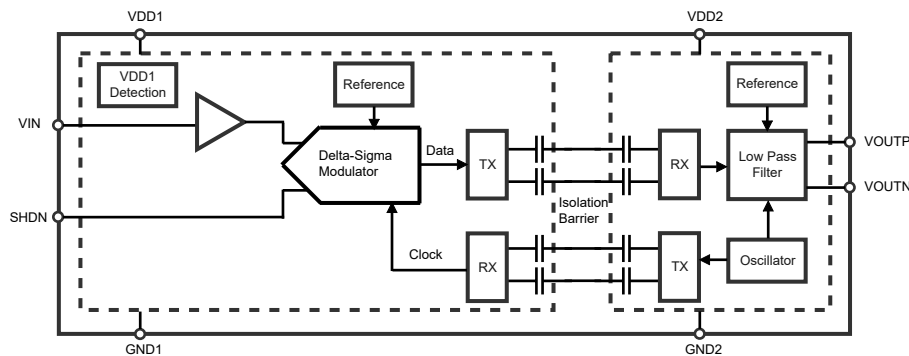 VDD1
VDD2
VDD1
Detection
Reference
Reference
VIN
Delta-Sigma
Modulator
Data
TX
RX
Low Pass
Filter
VOUTP
VOUTN
SHDN
Isolation
Barrier
Clock
RX
TX
Oscillator
GND1
GND2